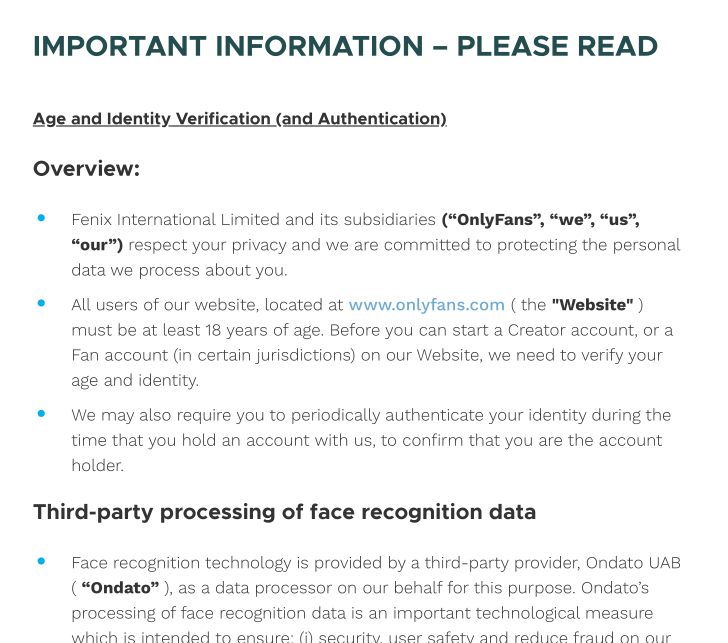 IMPORTANT INFORMATION – PLEASE READ
Age and Identity Verification (and Authentication)
Overview:
Fenix International Limited and its subsidiaries (“OnlyFans”, “we”, “us”,
“our”) respect your privacy and we are committed to protecting the personal
data we process about you.
All users of our website, located at www.onlyfans.com ( the "Website" )
must be at least 18 years of age. Before you can start a Creator account, or a
Fan account (in certain jurisdictions) on our Website, we need to verify your
age and identity.
We may also require you to periodically authenticate your identity during the
time that you hold an account with us, to confirm that you are the account
holder.
Third-party processing of face recognition data
Face recognition technology is provided by a third-party provider, Ondato UAB
( “Ondato” ), as a data processor on our behalf for this purpose. Ondato’s
processing of face recognition data is an important technological measure
which is intended to ensure: (i) security, user safety and reduce fraud on our